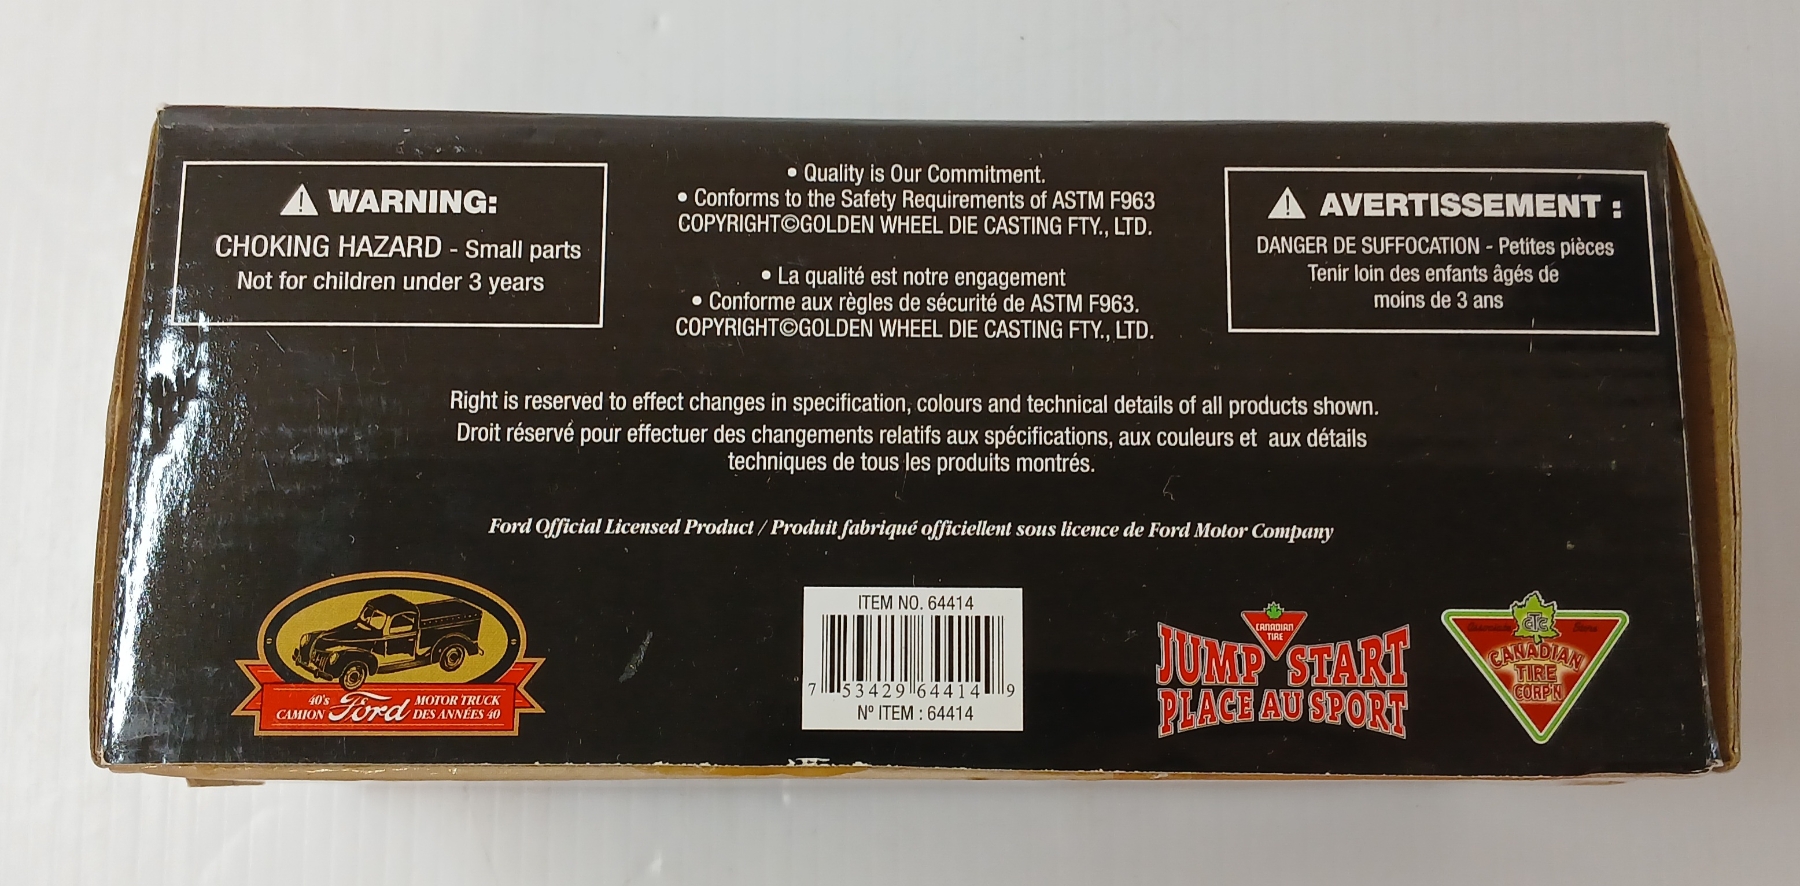 WARNING:
CHOKING HAZARD - Small parts
Not for children under 3 years
• Quality is Our Commitment.
• Conforms to the Safety Requirements of ASTM F963
COPYRIGHT©GOLDEN WHEEL DIE CASTING FTY., LTD.
• La qualité est notre engagement
• Conforme aux règles de sécurité de ASTM F963.
COPYRIGHT©GOLDEN WHEEL DIE CASTING FTY., LTD.
AVERTISSEMENT :
DANGER DE SUFFOCATION - Petites pièces
Tenir loin des enfants âgés de
moins de 3 ans
Right is reserved to effect changes in specification, colours and technical details of all products shown.
Droit réservé pour effectuer des changements relatifs aux spécifications, aux couleurs et aux détails
techniques de tous les produits montrés.
Ford Official Licensed Product / Produit fabriqué officiellent sous licence de Ford Motor Company
40's Ford MOTOR TRUCK
CAMION DES ANNÉES 40
ITEM NO. 64414
7 53429 64414 9
Nº ITEM : 64414
CANADIAN
TIRE
JUMP START
PLACE AU SPORT
CTC
CANADIAN
TIRE
CORP'N